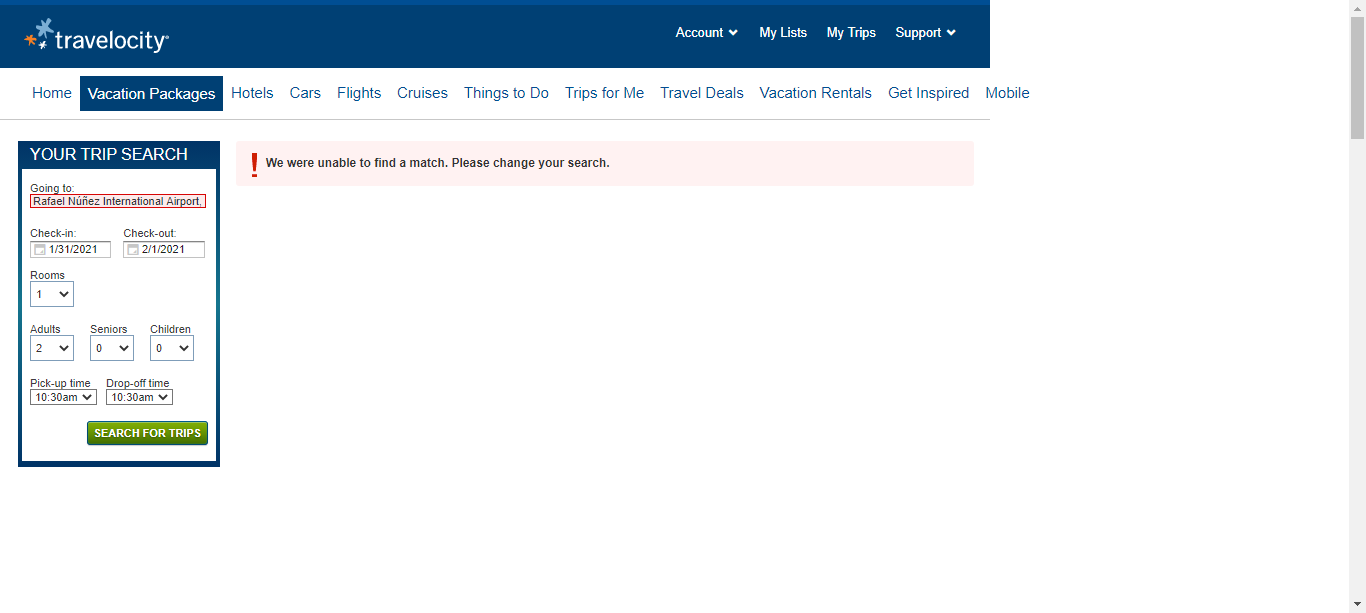 travelocity
Account My Lists My Trips Support
Home Vacation Packages Hotels Cars Flights Cruises Things to Do Trips for Me Travel Deals Vacation Rentals Get Inspired Mobile
YOUR TRIP SEARCH
Going to:
Rafael Núñez International Airport,
Check-in: Check-out:
1/31/2021 2/1/2021
Rooms
1
Adults Seniors Children
2 0 0
Pick-up time Drop-off time
10:30am 10:30am
SEARCH FOR TRIPS
We were unable to find a match. Please change your search.